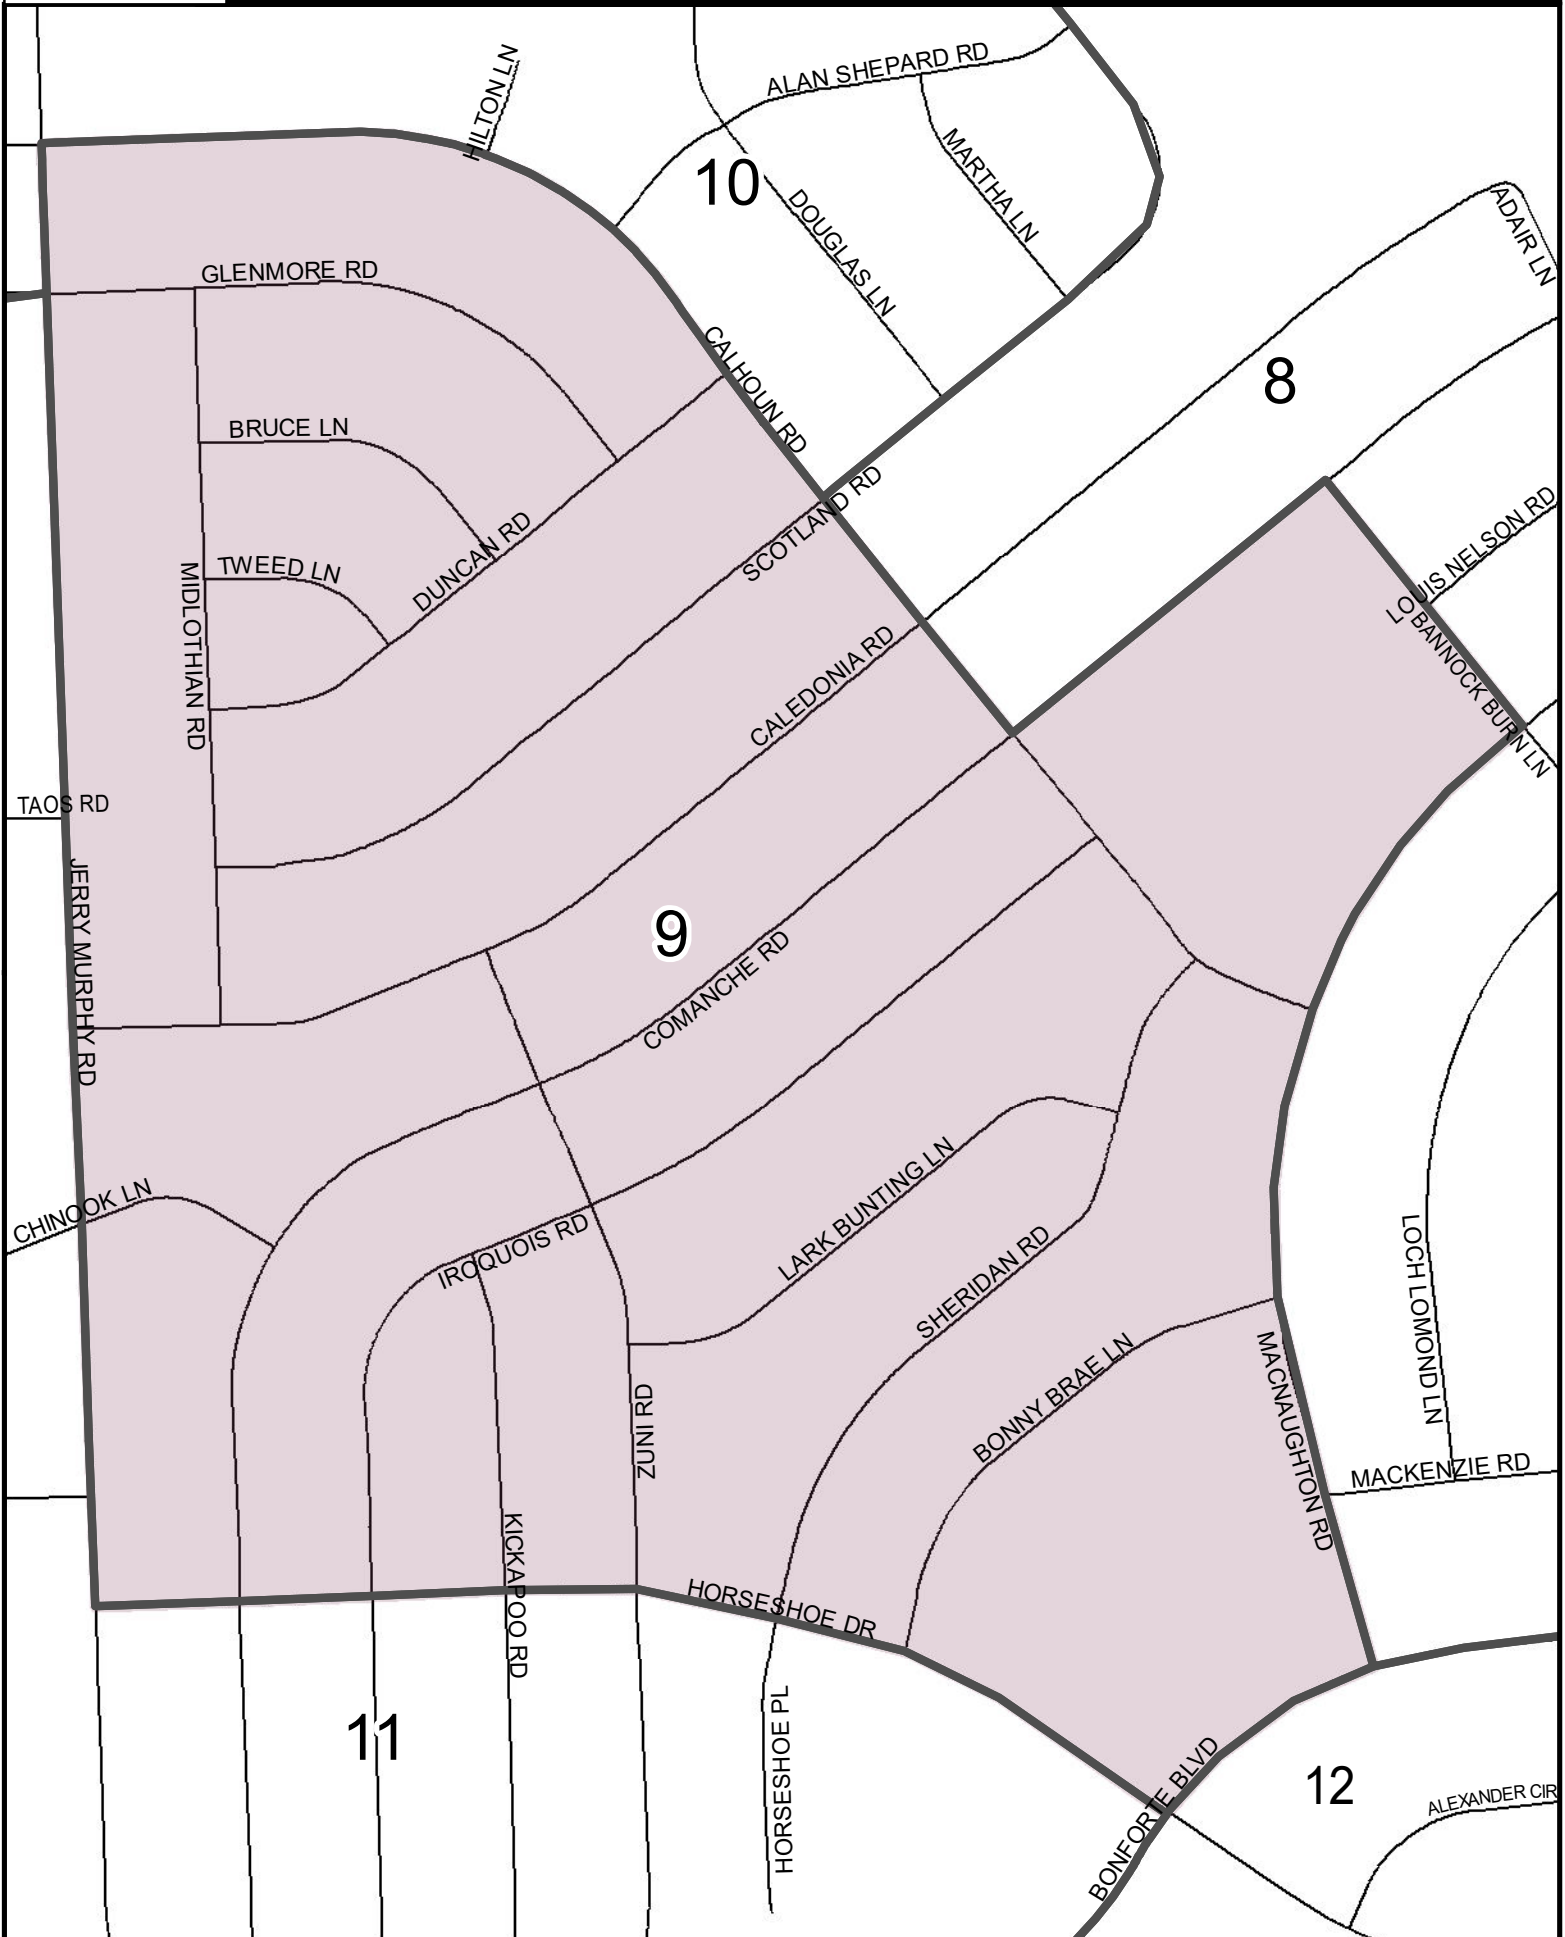 HILTON LN
ALAN SHEPARD RD
10
MARTHA LN
DOUGLAS LN
ADAIR LN
GLENMORE RD
CALHOUN RD
8
BRUCE LN
SCOTLAND RD
LOUIS NELSON RD
DUNCAN RD
TWEED LN
MIDLOTHIAN RD
BANNOCK BURN LN
CALEDONIA RD
TAOS RD
JERRY MURPHY RD
9
COMANCHE RD
CHINOOK LN
IROQUOIS RD
LARK BUNTING LN
SHERIDAN RD
LOCH LOMOND LN
BONNY BRAE LN
MACNAUGHTON RD
ZUNI RD
MACKENZIE RD
KICKAPOO RD
HORSESHOE DR
11
HORSESHOE PL
BONFORTE BLVD
12
ALEXANDER CIR